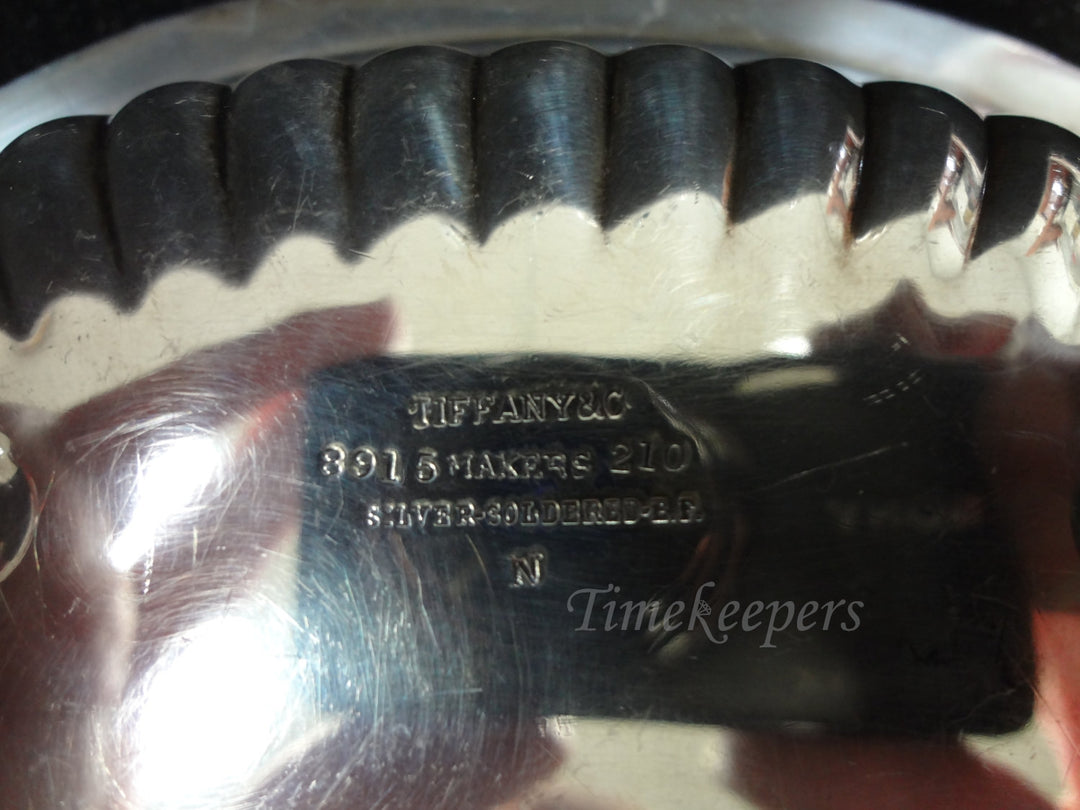 TIFFANY & Co
8915 MAKERS 210
SILVER-SOLDERED-E.P.
N
Timekeepers